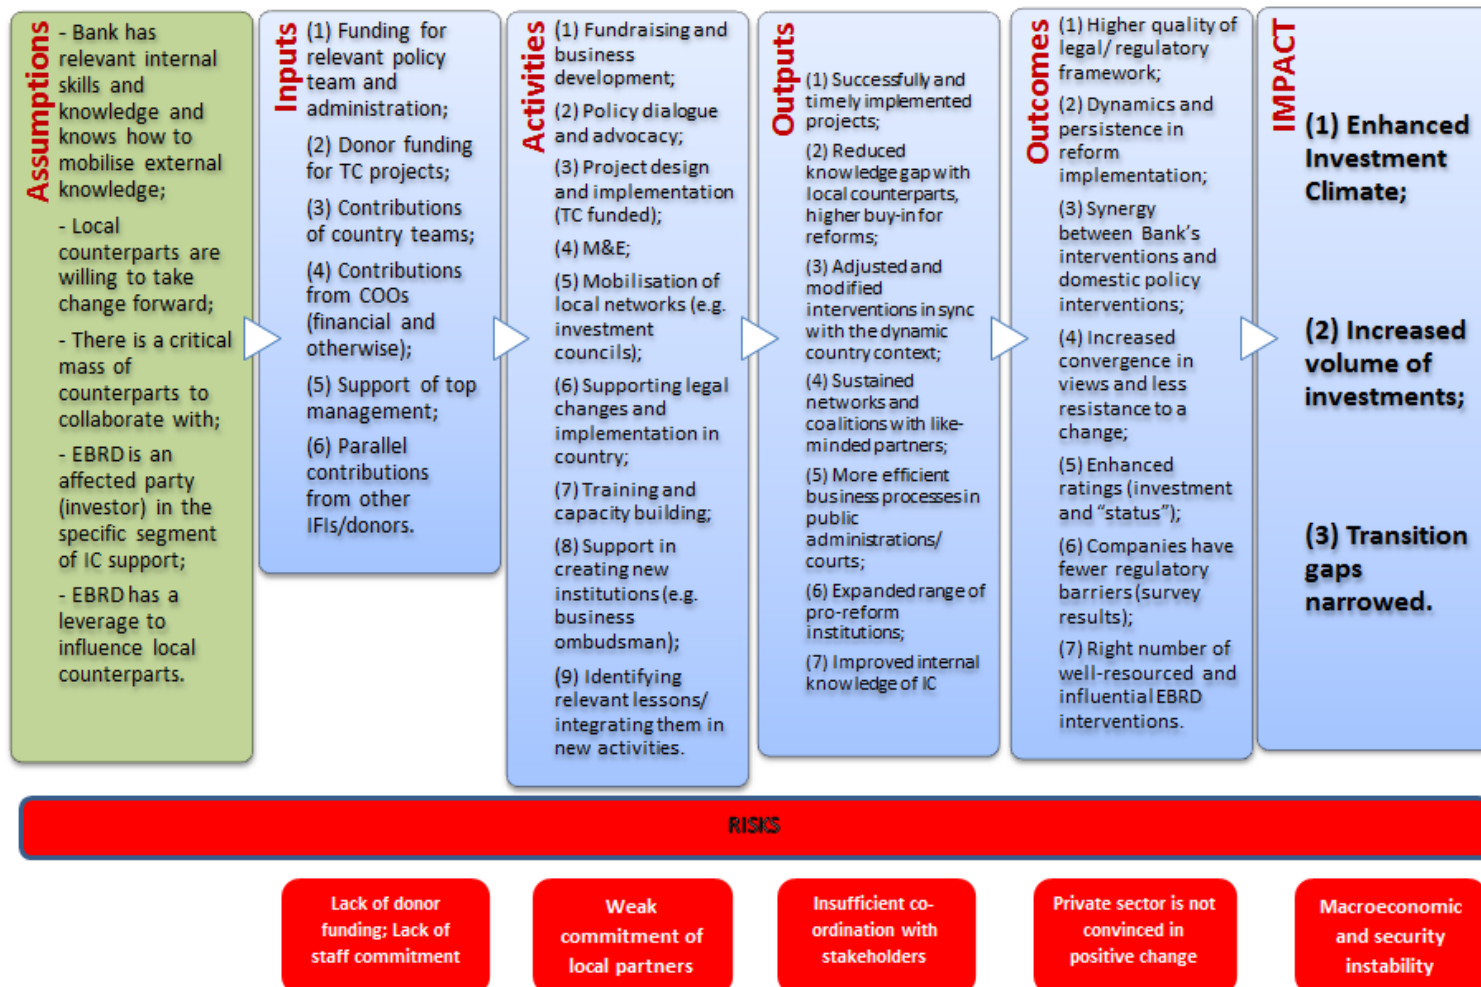 Assumptions
- Bank has
relevant internal
skills and
knowledge and
knows how to
mobilise external
knowledge;
- Local
counterparts are
willing to take
change forward;
- There is a critical
mass of
counterparts to
collaborate with;
- EBRD is an
affected party
(investor) in the
specific segment
of IC support;
- EBRD has a
leverage to
influence local
counterparts.
Inputs
(1) Funding for
relevant policy
team and
administration;
(2) Donor funding
for TC projects;
(3) Contributions
of country teams;
(4) Contributions
from COOs
(financial and
otherwise);
(5) Support of top
management;
(6) Parallel
contributions
from other
IFIs/donors.
Activities
(1) Fundraising and
business
development;
(2) Policy dialogue
and advocacy;
(3) Project design
and implementation
(TC funded);
(4) M&E;
(5) Mobilisation of
local networks (e.g.
investment
councils);
(6) Supporting legal
changes and
implementation in
country;
(7) Training and
capacity building;
(8) Support in
creating new
institutions (e.g.
business
ombudsman);
(9) Identifying
relevant lessons/
integrating them in
new activities.
Outputs
(1) Successfully and
timely implemented
projects;
(2) Reduced
knowledge gap with
local counterparts,
higher buy-in for
reforms;
(3) Adjusted and
modified
interventions in sync
with the dynamic
country context;
(4) Sustained
networks and
coalitions with like-
minded partners;
(5) More efficient
business processes in
public
administrations/
courts;
(6) Expanded range of
pro-reform
institutions;
(7) Improved internal
knowledge of IC
Outcomes
(1) Higher quality of
legal/ regulatory
framework;
(2) Dynamics and
persistence in
reform
implementation;
(3) Synergy
between Bank's
interventions and
domestic policy
interventions;
(4) Increased
convergence in
views and less
resistance to a
change;
(5) Enhanced
ratings (investment
and "status");
(6) Companies have
fewer regulatory
barriers (survey
results);
(7) Right number of
well-resourced and
influential EBRD
interventions.
IMPACT
(1) Enhanced
Investment
Climate;
(2) Increased
volume of
investments;
(3) Transition
gaps
narrowed.
RISKS
Lack of donor
funding; Lack of
staff commitment
Weak
commitment of
local partners
Insufficient co-
ordination with
stakeholders
Private sector is not
convinced in
positive change
Macroeconomic
and security
instability